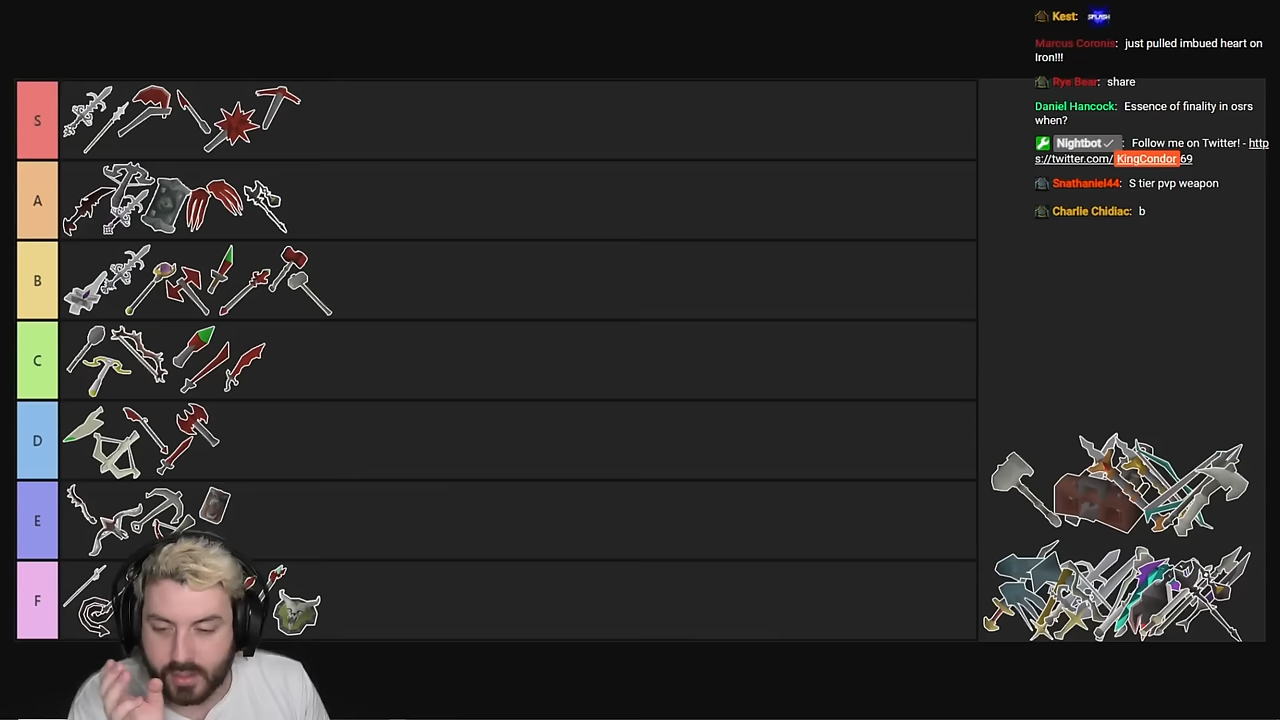 Kest: SPLASH
Marcus Coronis: just pulled imbued heart on
Iron!!!
Rye Bear: share
Daniel Hancock: Essence of finality in osrs
when?
Nightbot ✓: Follow me on Twitter! - http
s://twitter.com/KingCondor69
Snathaniel44: S tier pvp weapon
Charlie Chidiac: b
S
A
B
C
D
E
F